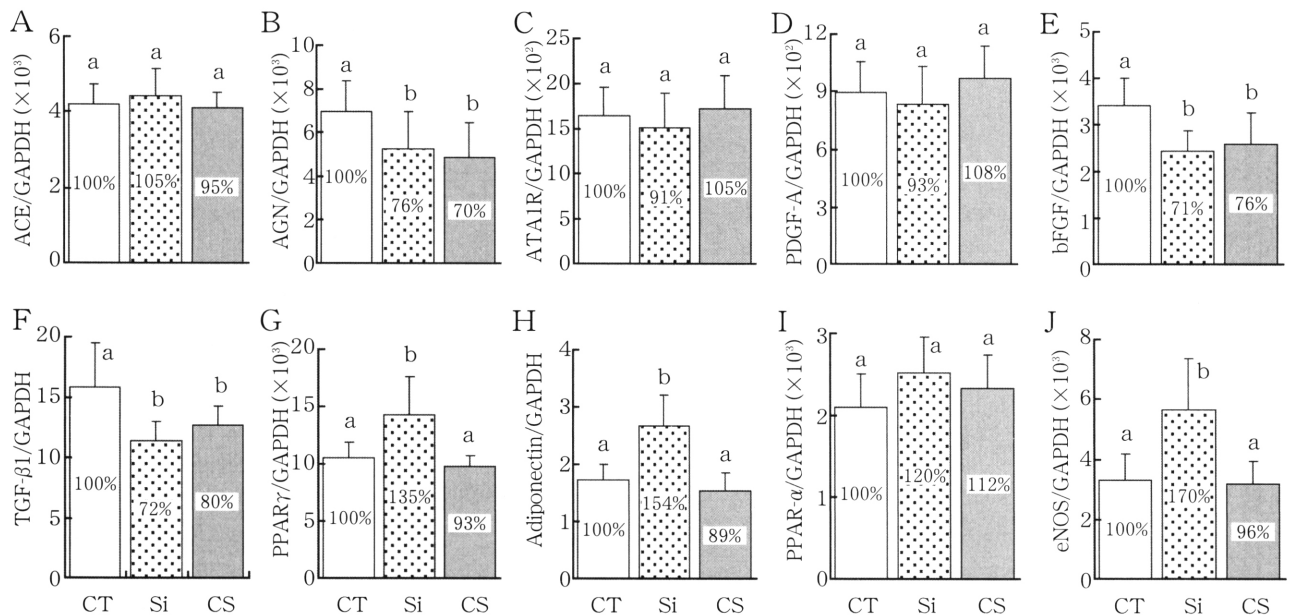 A
ACE/GAPDH (×10³)
6
4
2
0
a
a
a
100%
105%
95%
B
AGN/GAPDH (×10³)
10
8
6
4
2
0
a
b
b
100%
76%
70%
C
ATA1R/GAPDH (×10²)
25
20
15
10
5
0
a
a
a
100%
91%
105%
D
PDGF-A/GAPDH (×10²)
12
9
6
3
0
a
a
a
100%
93%
108%
E
bFGF/GAPDH (×10³)
5
4
3
2
1
0
a
b
b
100%
71%
76%
F
TGF-β1/GAPDH
20
15
10
5
0
a
b
b
100%
72%
80%
CT Si CS
G
PPARγ/GAPDH (×10³)
20
15
10
5
0
a
b
a
100%
135%
93%
CT Si CS
H
Adiponectin/GAPDH
4
3
2
1
0
a
b
a
100%
154%
89%
CT Si CS
I
PPAR-α/GAPDH (×10³)
3
2
1
0
a
a
a
100%
120%
112%
CT Si CS
J
eNOS/GAPDH (×10³)
8
6
4
2
0
a
b
a
100%
170%
96%
CT Si CS